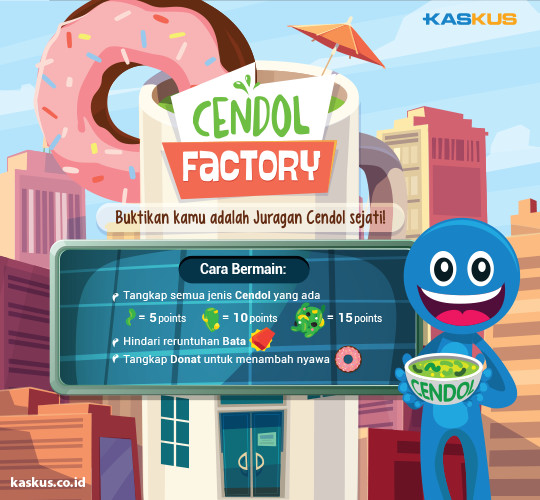 KASKUS
CENDOL
FACTORY
Buktikan kamu adalah Juragan Cendol sejati!
Cara Bermain:
Tangkap semua jenis Cendol yang ada
= 5 points = 10 points = 15 points
Hindari reruntuhan Bata
Tangkap Donat untuk menambah nyawa
CENDOL
kaskus.co.id